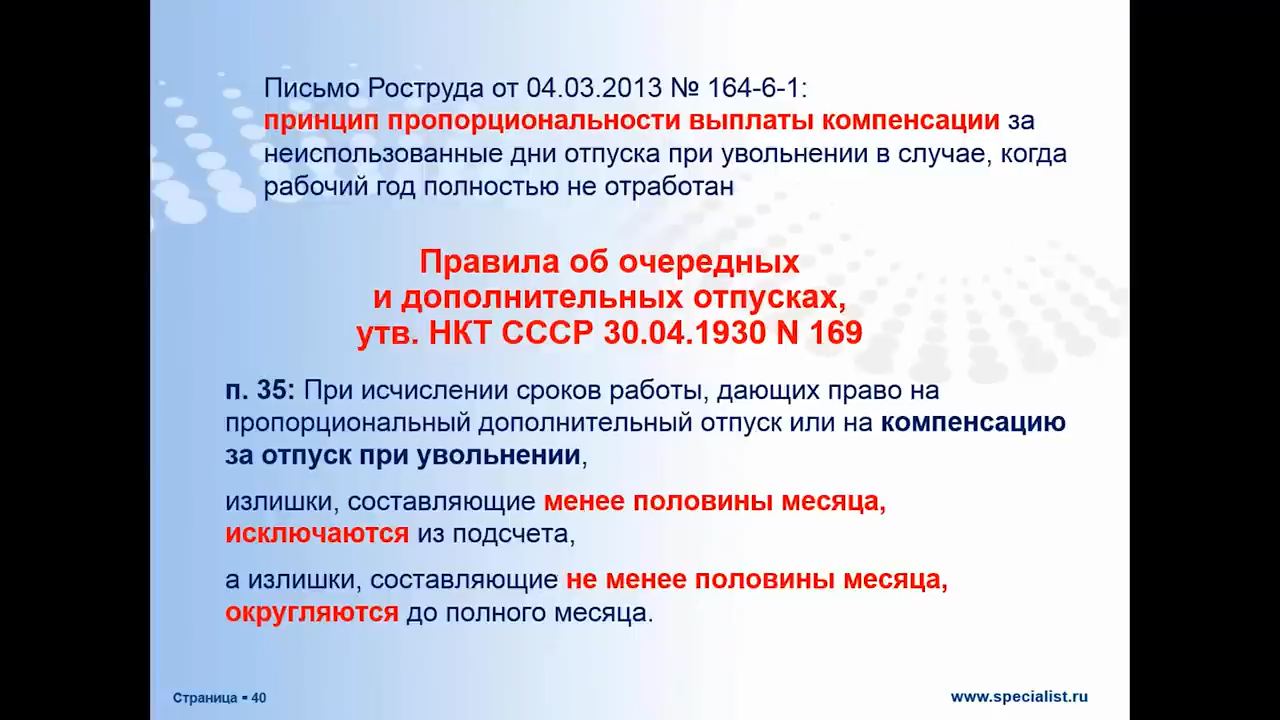 Письмо Роструда от 04.03.2013 № 164-6-1:
принцип пропорциональности выплаты компенсации за
неиспользованные дни отпуска при увольнении в случае, когда
рабочий год полностью не отработан
Правила об очередных
и дополнительных отпусках,
утв. НКТ СССР 30.04.1930 N 169
п. 35: При исчислении сроков работы, дающих право на
пропорциональный дополнительный отпуск или на компенсацию
за отпуск при увольнении,
излишки, составляющие менее половины месяца,
исключаются из подсчета,
а излишки, составляющие не менее половины месяца,
округляются до полного месяца.
Страница ▪ 40
www.specialist.ru